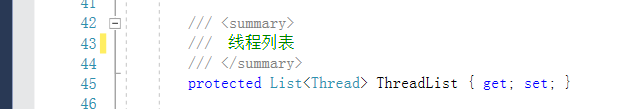 41
42 /// <summary>
43 /// 线程列表
44 /// </summary>
45 protected List<Thread> ThreadList { get; set; }
46